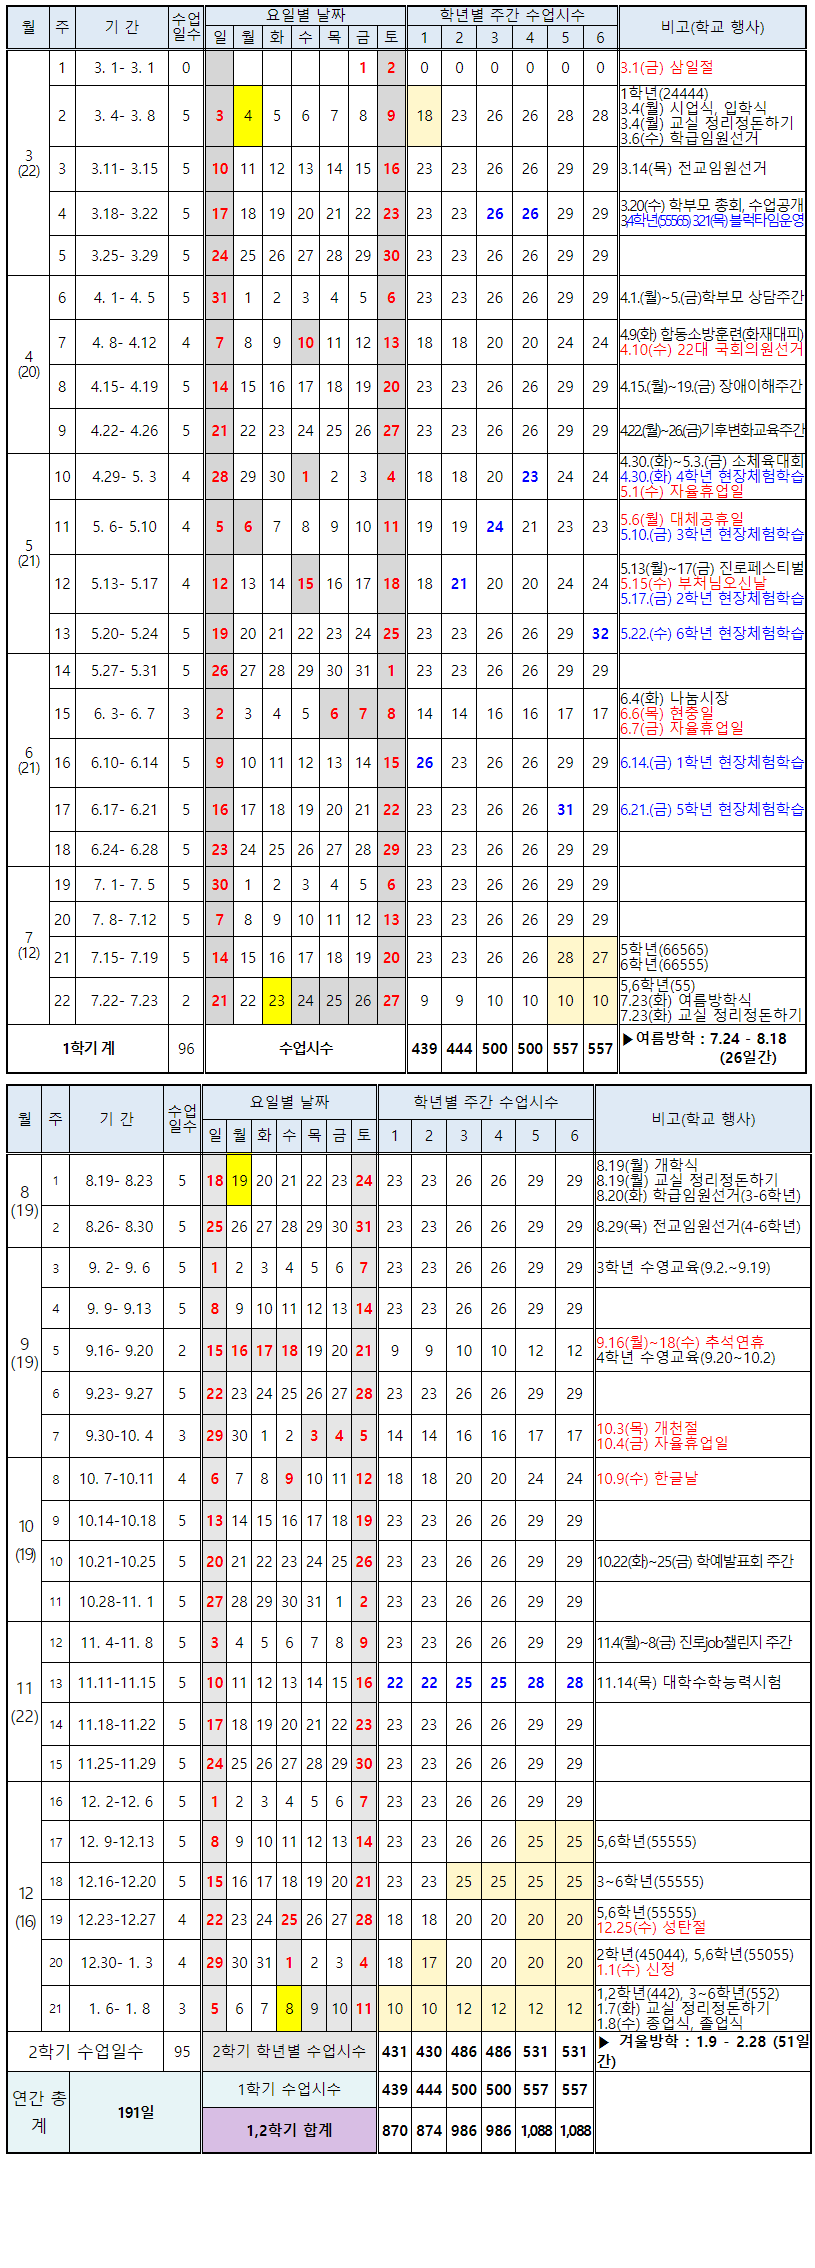 월 주 기 간 수업일수 요일별 날짜 학년별 주간 수업시수 비고(학교 행사)
일 월 화 수 목 금 토 1 2 3 4 5 6
3
(22)
1 3. 1- 3. 1 0 1 2 0 0 0 0 0 0 3.1(금) 삼일절
2 3. 4- 3. 8 5 3 4 5 6 7 8 9 18 23 26 26 28 28 1학년(24444)
3.4(월) 시업식, 입학식
3.4(월) 교실 정리정돈하기
3.6(수) 학급임원선거
3 3.11- 3.15 5 10 11 12 13 14 15 16 23 23 26 26 29 29 3.14(목) 전교임원선거
4 3.18- 3.22 5 17 18 19 20 21 22 23 23 23 26 26 29 29 3.20(수) 학부모 총회, 수업공개
3,4학년(55565) 3.21(목) 블럭타임운영
5 3.25- 3.29 5 24 25 26 27 28 29 30 23 23 26 26 29 29
4
(20)
6 4. 1- 4. 5 5 31 1 2 3 4 5 6 23 23 26 26 29 29 4.1.(월)~5.(금)학부모 상담주간
7 4. 8- 4.12 4 7 8 9 10 11 12 13 18 18 20 20 24 24 4.9(화) 합동소방훈련(화재대피)
4.10(수) 22대 국회의원선거
8 4.15- 4.19 5 14 15 16 17 18 19 20 23 23 26 26 29 29 4.15.(월)~19.(금) 장애이해주간
9 4.22- 4.26 5 21 22 23 24 25 26 27 23 23 26 26 29 29 4.22.(월)~26.(금)기후변화교육주간
5
(21)
10 4.29- 5. 3 4 28 29 30 1 2 3 4 18 18 20 23 24 24 4.30.(화)~5.3.(금) 소체육대회
4.30.(화) 4학년 현장체험학습
5.1(수) 자율휴업일
11 5. 6- 5.10 4 5 6 7 8 9 10 11 19 19 24 21 23 23 5.6(월) 대체공휴일
5.10.(금) 3학년 현장체험학습
12 5.13- 5.17 4 12 13 14 15 16 17 18 18 21 20 20 24 24 5.13(월)~17(금) 진로페스티벌
5.15(수) 부처님오신날
5.17.(금) 2학년 현장체험학습
13 5.20- 5.24 5 19 20 21 22 23 24 25 23 23 26 26 29 32 5.22.(수) 6학년 현장체험학습
6
(21)
14 5.27- 5.31 5 26 27 28 29 30 31 1 23 23 26 26 29 29
15 6. 3- 6. 7 3 2 3 4 5 6 7 8 14 14 16 16 17 17 6.4(화) 나눔시장
6.6(목) 현충일
6.7(금) 자율휴업일
16 6.10- 6.14 5 9 10 11 12 13 14 15 26 23 26 26 29 29 6.14.(금) 1학년 현장체험학습
17 6.17- 6.21 5 16 17 18 19 20 21 22 23 23 26 26 31 29 6.21.(금) 5학년 현장체험학습
18 6.24- 6.28 5 23 24 25 26 27 28 29 23 23 26 26 29 29
7
(12)
19 7. 1- 7. 5 5 30 1 2 3 4 5 6 23 23 26 26 29 29
20 7. 8- 7.12 5 7 8 9 10 11 12 13 23 23 26 26 29 29
21 7.15- 7.19 5 14 15 16 17 18 19 20 23 23 26 26 28 27 5학년(66565)
6학년(66555)
22 7.22- 7.23 2 21 22 23 24 25 26 27 9 9 10 10 10 10 5,6학년(55)
7.23(화) 여름방학식
7.23(화) 교실 정리정돈하기
1학기 계 96 수업시수 439 444 500 500 557 557 ▶여름방학 : 7.24 - 8.18
(26일간)
월 주 기 간 수업일수 요일별 날짜 학년별 주간 수업시수 비고(학교 행사)
일 월 화 수 목 금 토 1 2 3 4 5 6
8
(19)
1 8.19- 8.23 5 18 19 20 21 22 23 24 23 23 26 26 29 29 8.19(월) 개학식
8.19(월) 교실 정리정돈하기
8.20(화) 학급임원선거(3-6학년)
2 8.26- 8.30 5 25 26 27 28 29 30 31 23 23 26 26 29 29 8.29(목) 전교임원선거(4-6학년)
9
(19)
3 9. 2- 9. 6 5 1 2 3 4 5 6 7 23 23 26 26 29 29 3학년 수영교육(9.2.~9.19)
4 9. 9- 9.13 5 8 9 10 11 12 13 14 23 23 26 26 29 29
5 9.16- 9.20 2 15 16 17 18 19 20 21 9 9 10 10 12 12 9.16(월)~18(수) 추석연휴
4학년 수영교육(9.20~10.2)
6 9.23- 9.27 5 22 23 24 25 26 27 28 23 23 26 26 29 29
7 9.30-10. 4 3 29 30 1 2 3 4 5 14 14 16 16 17 17 10.3(목) 개천절
10.4(금) 자율휴업일
10
(19)
8 10. 7-10.11 4 6 7 8 9 10 11 12 18 18 20 20 24 24 10.9(수) 한글날
9 10.14-10.18 5 13 14 15 16 17 18 19 23 23 26 26 29 29
10 10.21-10.25 5 20 21 22 23 24 25 26 23 23 26 26 29 29 10.22(화)~25(금) 학예발표회 주간
11 10.28-11. 1 5 27 28 29 30 31 1 2 23 23 26 26 29 29
11
(22)
12 11. 4-11. 8 5 3 4 5 6 7 8 9 23 23 26 26 29 29 11.4(월)~8(금) 진로job챌린지 주간
13 11.11-11.15 5 10 11 12 13 14 15 16 22 22 25 25 28 28 11.14(목) 대학수학능력시험
14 11.18-11.22 5 17 18 19 20 21 22 23 23 23 26 26 29 29
15 11.25-11.29 5 24 25 26 27 28 29 30 23 23 26 26 29 29
12
(16)
16 12. 2-12. 6 5 1 2 3 4 5 6 7 23 23 26 26 29 29
17 12. 9-12.13 5 8 9 10 11 12 13 14 23 23 26 26 25 25 5,6학년(55555)
18 12.16-12.20 5 15 16 17 18 19 20 21 23 23 25 25 25 25 3~6학년(55555)
19 12.23-12.27 4 22 23 24 25 26 27 28 18 18 20 20 20 20 5,6학년(55555)
12.25(수) 성탄절
20 12.30- 1. 3 4 29 30 31 1 2 3 4 18 17 20 20 20 20 2학년(45044), 5,6학년(55055)
1.1(수) 신정
21 1. 6- 1. 8 3 5 6 7 8 9 10 11 10 10 12 12 12 12 1,2학년(442), 3~6학년(552)
1.7(화) 교실 정리정돈하기
1.8(수) 종업식, 졸업식
2학기 수업일수 95 2학기 학년별 수업시수 431 430 486 486 531 531 ▶ 겨울방학 : 1.9 - 2.28 (51일간)
연간 총계 191일 1학기 수업시수 439 444 500 500 557 557
1,2학기 합계 870 874 986 986 1,088 1,088